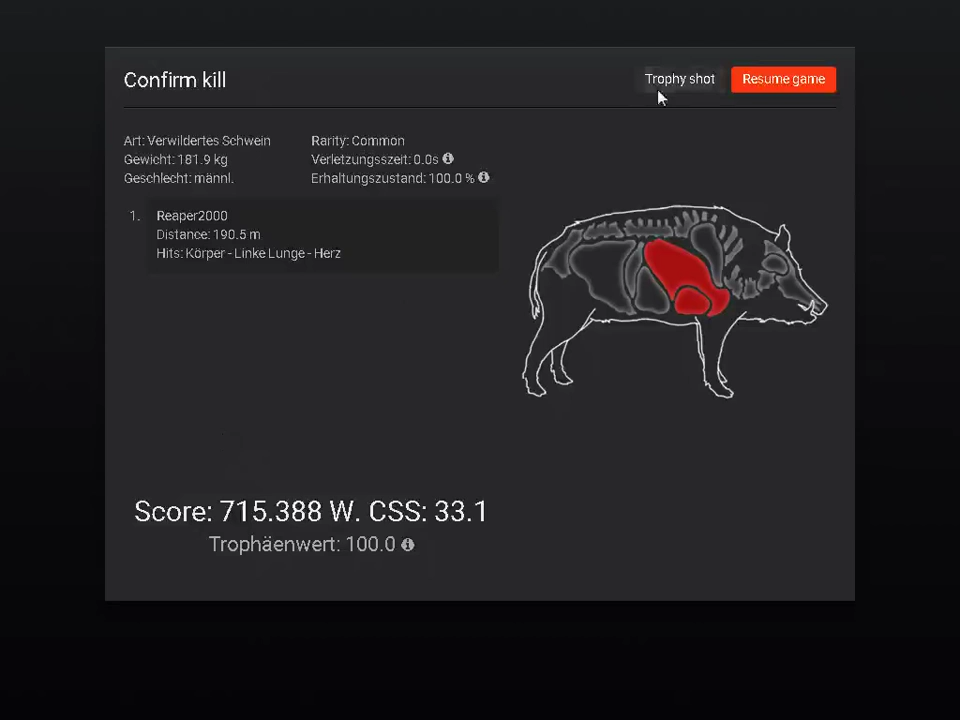 Confirm kill
Trophy shot
Resume game
Art: Verwildertes Schwein
Rarity: Common
Gewicht: 181.9 kg
Verletzungsszeit: 0.0s
Geschlecht: männl.
Erhaltungszustand: 100.0 %
1. Reaper2000
Distance: 190.5 m
Hits: Körper - Linke Lunge - Herz
Score: 715.388 W. CSS: 33.1
Trophäenwert: 100.0